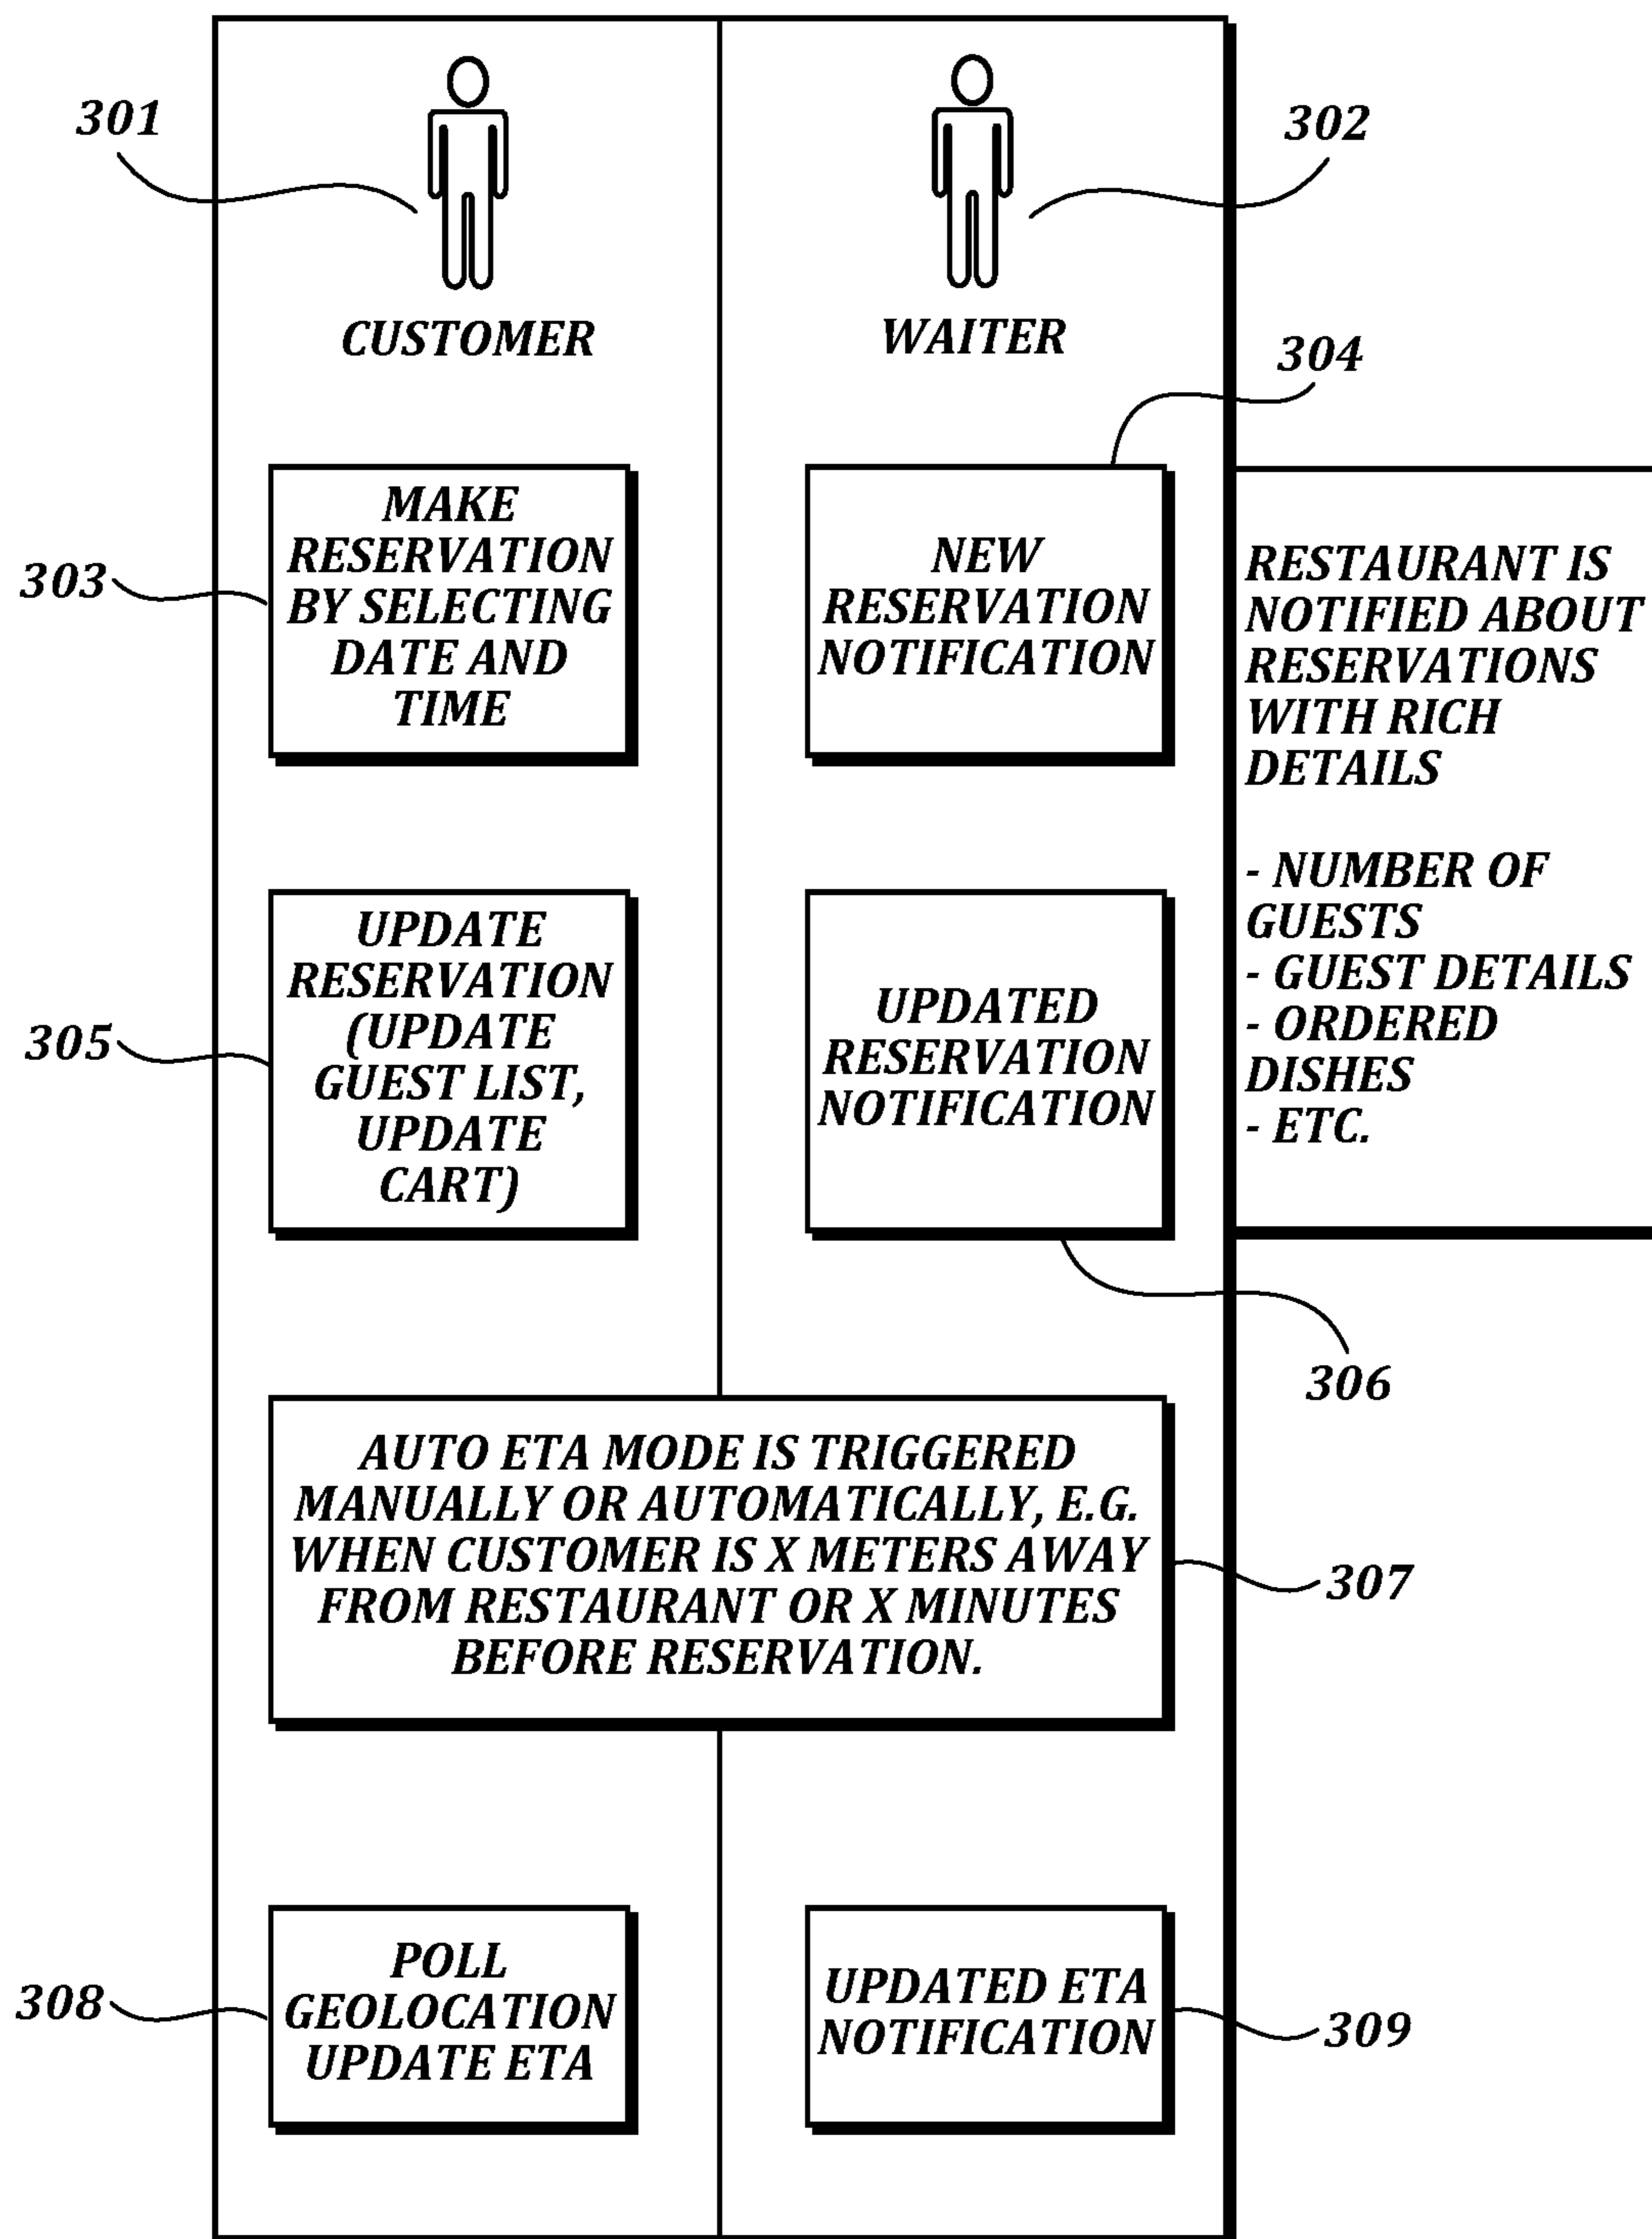 301
302
CUSTOMER
WAITER
304
303
MAKE
RESERVATION
BY SELECTING
DATE AND
TIME
NEW
RESERVATION
NOTIFICATION
RESTAURANT IS
NOTIFIED ABOUT
RESERVATIONS
WITH RICH
DETAILS
- NUMBER OF
GUESTS
- GUEST DETAILS
- ORDERED
DISHES
- ETC.
305
UPDATE
RESERVATION
(UPDATE
GUEST LIST,
UPDATE
CART)
UPDATED
RESERVATION
NOTIFICATION
306
AUTO ETA MODE IS TRIGGERED
MANUALLY OR AUTOMATICALLY, E.G.
WHEN CUSTOMER IS X METERS AWAY
FROM RESTAURANT OR X MINUTES
BEFORE RESERVATION.
307
308
POLL
GEOLOCATION
UPDATE ETA
UPDATED ETA
NOTIFICATION
309